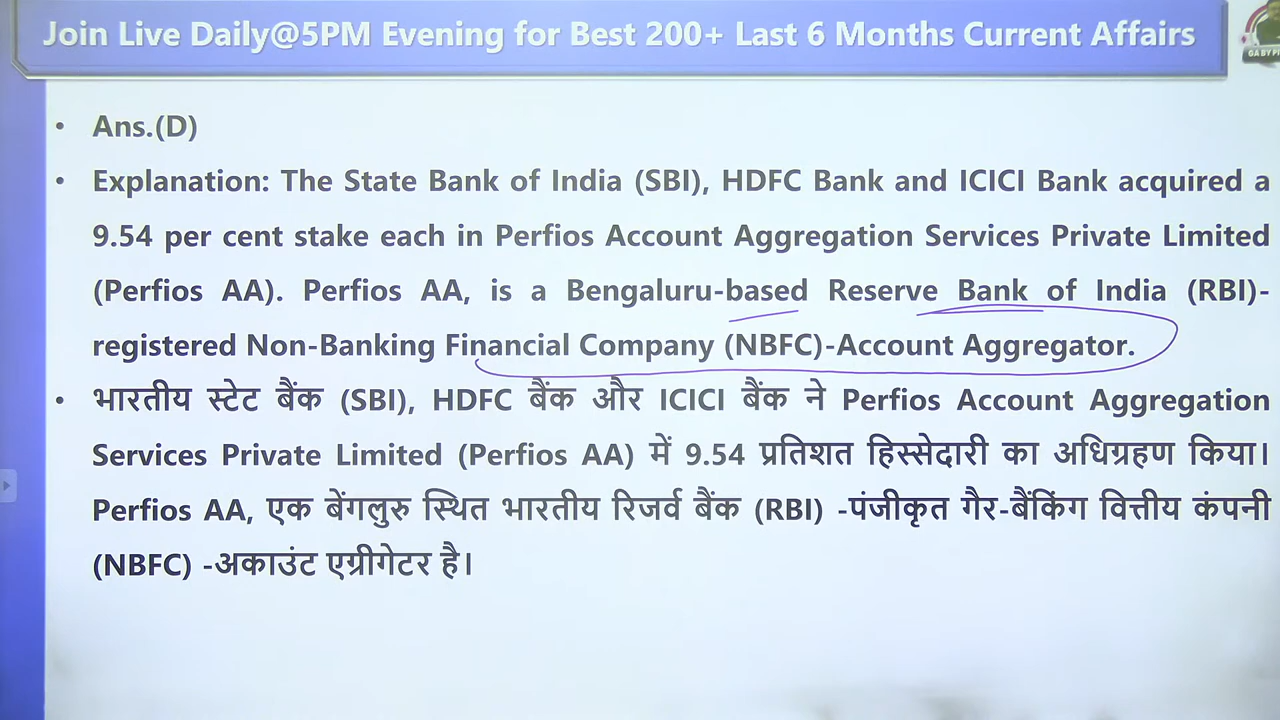 Join Live Daily@5PM Evening for Best 200+ Last 6 Months Current Affairs
• Ans.(D)
• Explanation: The State Bank of India (SBI), HDFC Bank and ICICI Bank acquired a
9.54 per cent stake each in Perfios Account Aggregation Services Private Limited
(Perfios AA). Perfios AA, is a Bengaluru-based Reserve Bank of India (RBI)-
registered Non-Banking Financial Company (NBFC)-Account Aggregator.
• भारतीय स्टेट बैंक (SBI), HDFC बैंक और ICICI बैंक ने Perfios Account Aggregation
Services Private Limited (Perfios AA) में 9.54 प्रतिशत हिस्सेदारी का अधिग्रहण किया।
Perfios AA, एक बेंगलुरु स्थित भारतीय रिजर्व बैंक (RBI) -पंजीकृत गैर-बैंकिंग वित्तीय कंपनी
(NBFC) -अकाउंट एग्रीगेटर है।